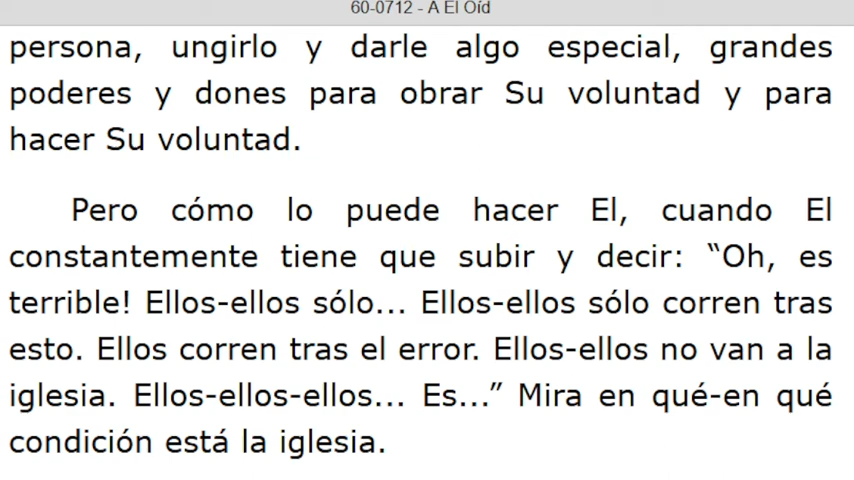 60-0712 - A El Oíd
persona, ungirlo y darle algo especial, grandes
poderes y dones para obrar Su voluntad y para
hacer Su voluntad.
Pero cómo lo puede hacer El, cuando El
constantemente tiene que subir y decir: “Oh, es
terrible! Ellos-ellos sólo... Ellos-ellos sólo corren tras
esto. Ellos corren tras el error. Ellos-ellos no van a la
iglesia. Ellos-ellos-ellos... Es...” Mira en qué-en qué
condición está la iglesia.